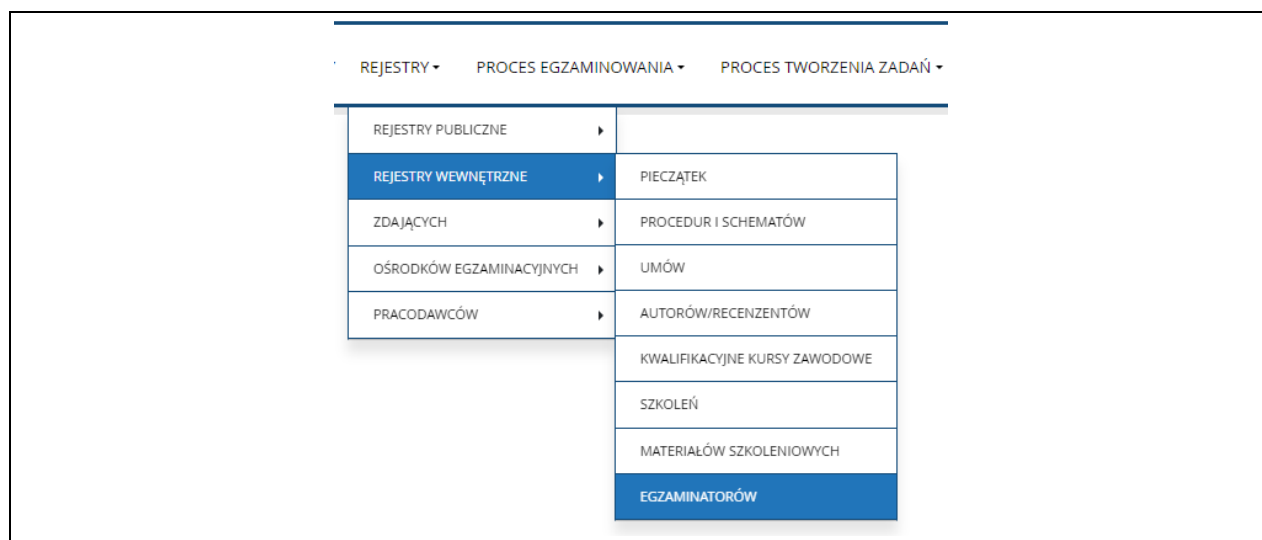 REJESTRY PROCES EGZAMINOWANIA PROCES TWORZENIA ZADAŃ
REJESTRY PUBLICZNE
REJESTRY WEWNĘTRZNE
ZDAJĄCYCH
OŚRODKÓW EGZAMINACYJNYCH
PRACODAWCÓW
PIECZĄTEK
PROCEDUR I SCHEMATÓW
UMÓW
AUTORÓW/RECENZENTÓW
KWALIFIKACYJNE KURSY ZAWODOWE
SZKOLEŃ
MATERIAŁÓW SZKOLENIOWYCH
EGZAMINATORÓW